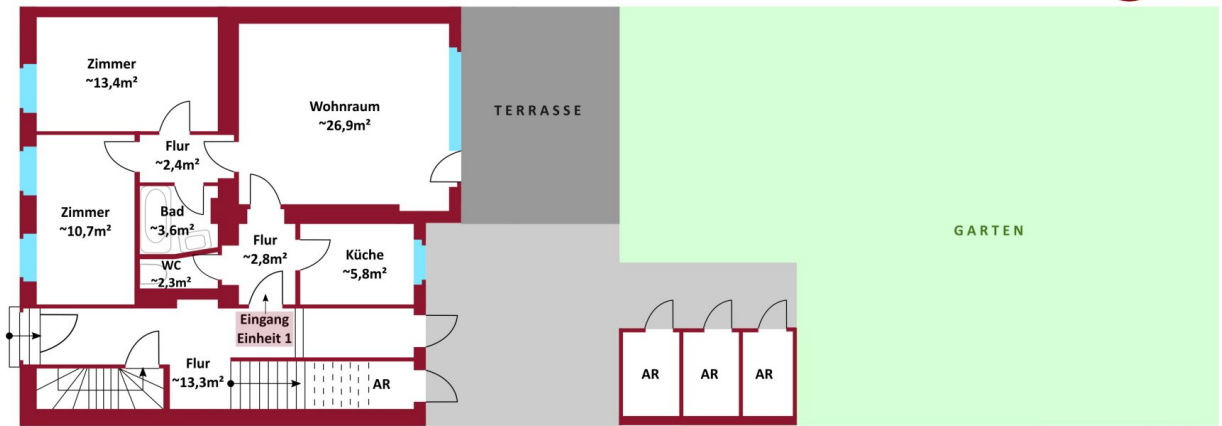 Zimmer
~13,4m²
Wohnraum
~26,9m²
TERRASSE
Flur
~2,4m²
Zimmer
~10,7m²
Bad
~3,6m²
Flur
~2,8m²
Küche
~5,8m²
WC
~2,3m²
GARTEN
Eingang
Einheit 1
Flur
~13,3m²
AR
AR
AR
AR